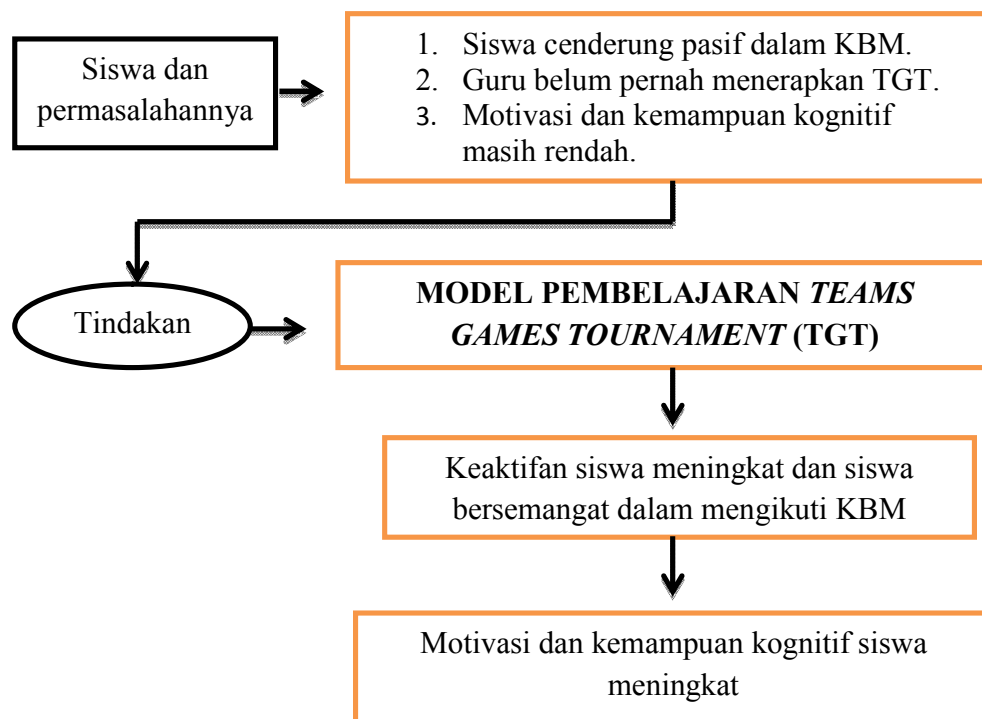 Siswa dan
permasalahannya
1. Siswa cenderung pasif dalam KBM.
2. Guru belum pernah menerapkan TGT.
3. Motivasi dan kemampuan kognitif
masih rendah.
Tindakan
MODEL PEMBELAJARAN TEAMS
GAMES TOURNAMENT (TGT)
Keaktifan siswa meningkat dan siswa
bersemangat dalam mengikuti KBM
Motivasi dan kemampuan kognitif siswa
meningkat